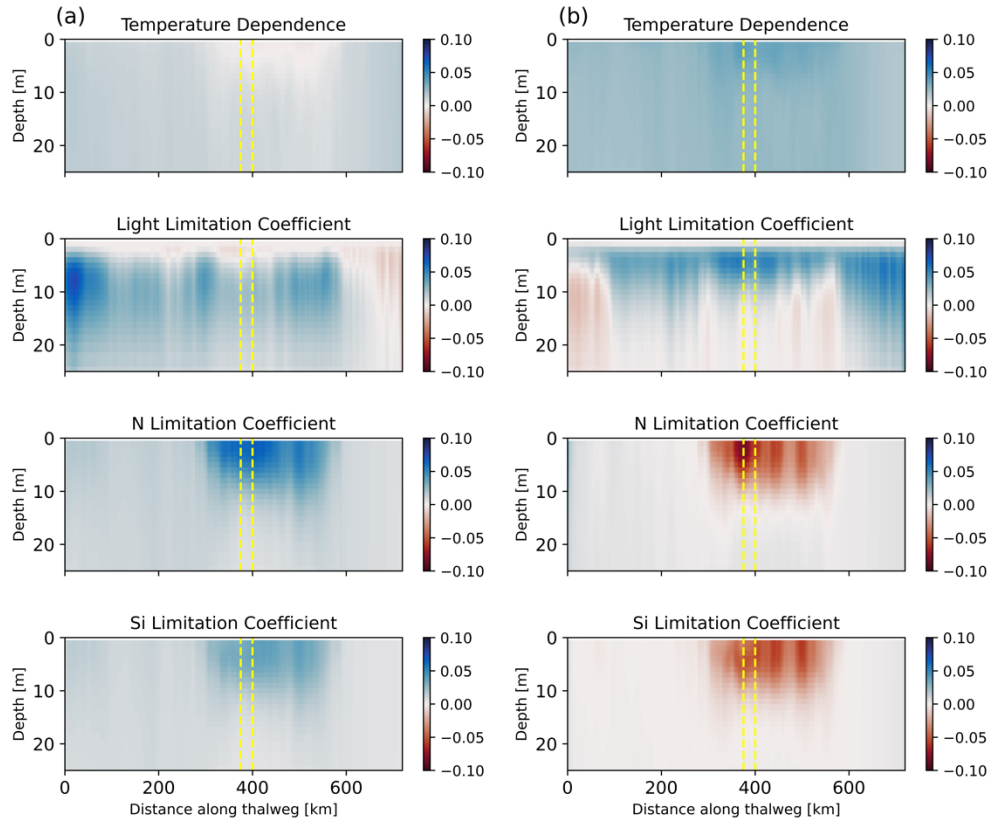 (a)
(b)
Temperature Dependence
Temperature Dependence
0
10
20
Depth [m]
0.10
0.05
0.00
−0.05
−0.10
0
10
20
Depth [m]
0.10
0.05
0.00
−0.05
−0.10
Light Limitation Coefficient
Light Limitation Coefficient
0
10
20
Depth [m]
0.10
0.05
0.00
−0.05
−0.10
0
10
20
Depth [m]
0.10
0.05
0.00
−0.05
−0.10
N Limitation Coefficient
N Limitation Coefficient
0
10
20
Depth [m]
0.10
0.05
0.00
−0.05
−0.10
0
10
20
Depth [m]
0.10
0.05
0.00
−0.05
−0.10
Si Limitation Coefficient
Si Limitation Coefficient
0
10
20
Depth [m]
0.10
0.05
0.00
−0.05
−0.10
0
10
20
Depth [m]
0.10
0.05
0.00
−0.05
−0.10
0 200 400 600
0 200 400 600
Distance along thalweg [km]
Distance along thalweg [km]